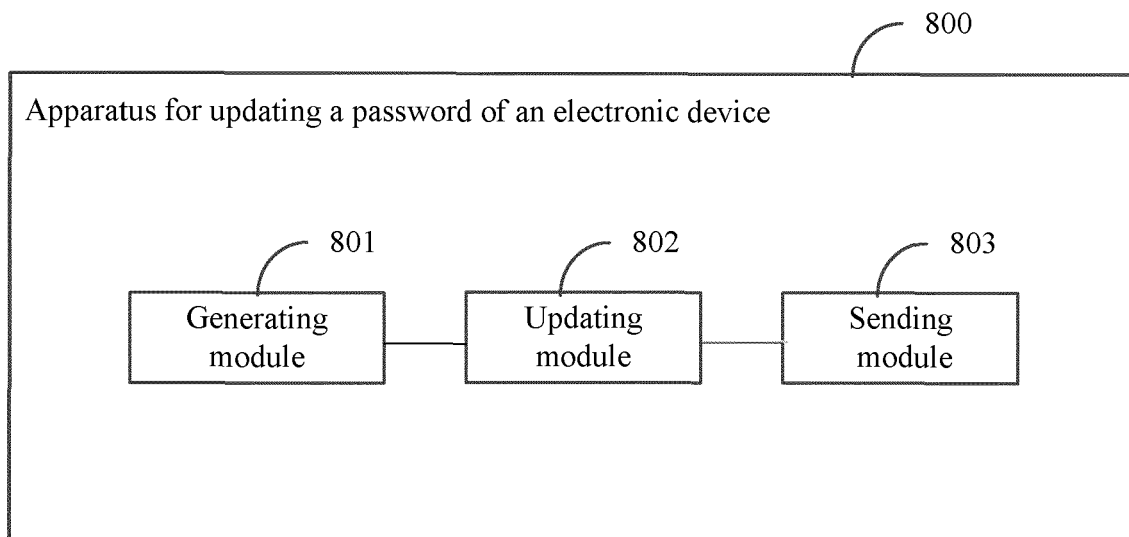 800
Apparatus for updating a password of an electronic device
801
802
803
Generating
module
Updating
module
Sending
module